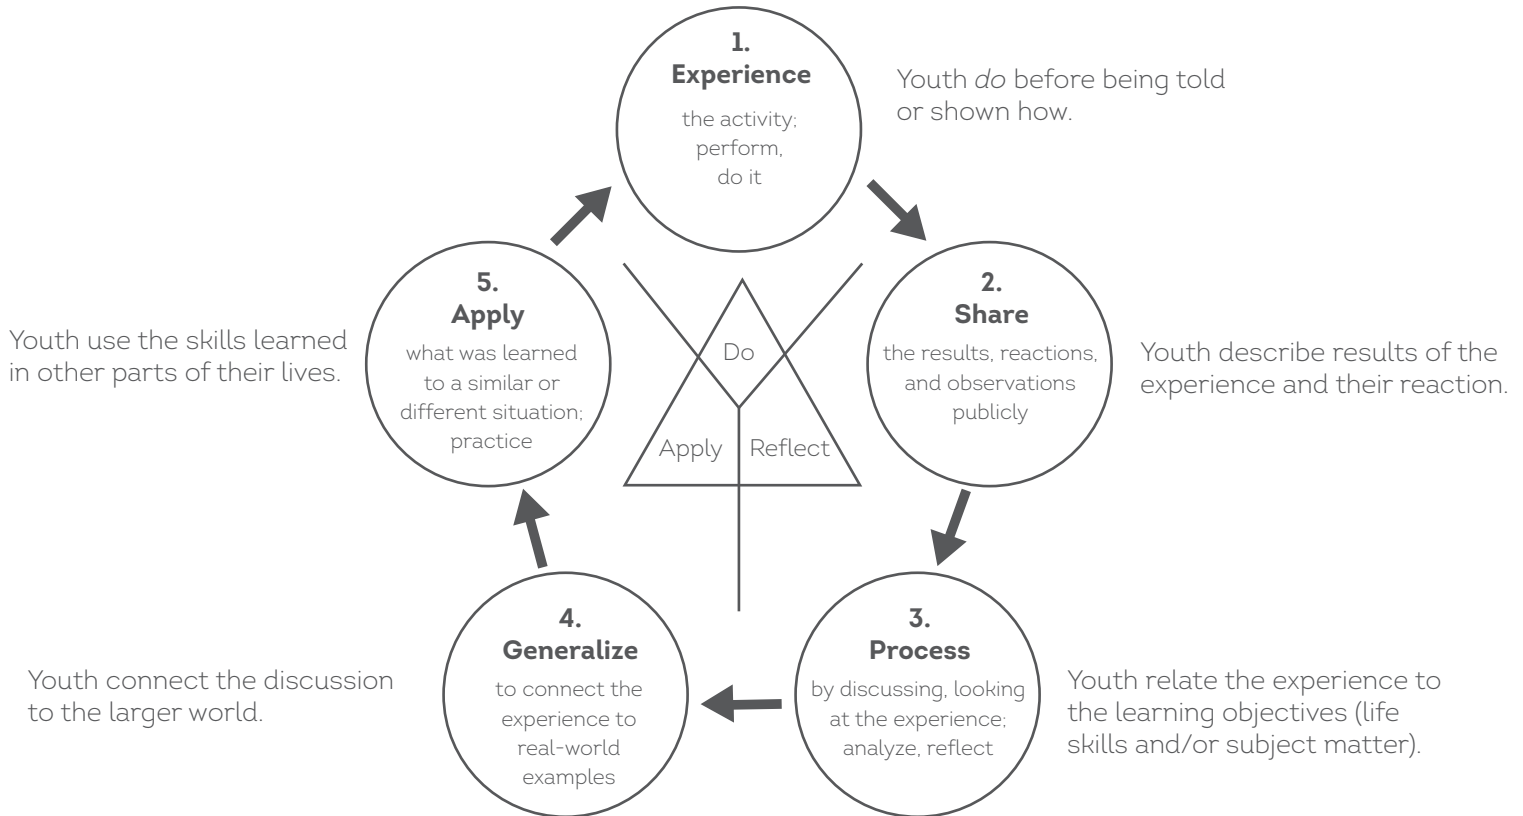 1.
Experience
the activity;
perform,
do it
Youth do before being told
or shown how.
2.
Share
the results, reactions,
and observations
publicly
Youth describe results of the
experience and their reaction.
3.
Process
by discussing, looking
at the experience;
analyze, reflect
Youth relate the experience to
the learning objectives (life
skills and/or subject matter).
4.
Generalize
to connect the
experience to
real-world
examples
Youth connect the discussion
to the larger world.
5.
Apply
what was learned
to a similar or
different situation;
practice
Youth use the skills learned
in other parts of their lives.
Do
Reflect
Apply